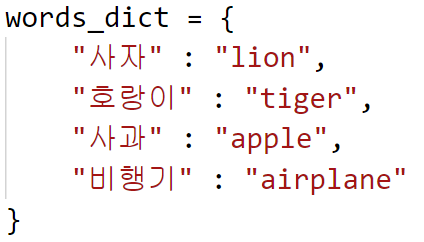 words_dict = {
    "사자" : "lion",
    "호랑이" : "tiger",
    "사과" : "apple",
    "비행기" : "airplane"
}